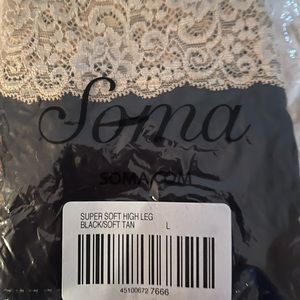 Soma
SOMA.COM
SUPER SOFT HIGH LEG
BLACK/SOFT TAN L
45100672 7666